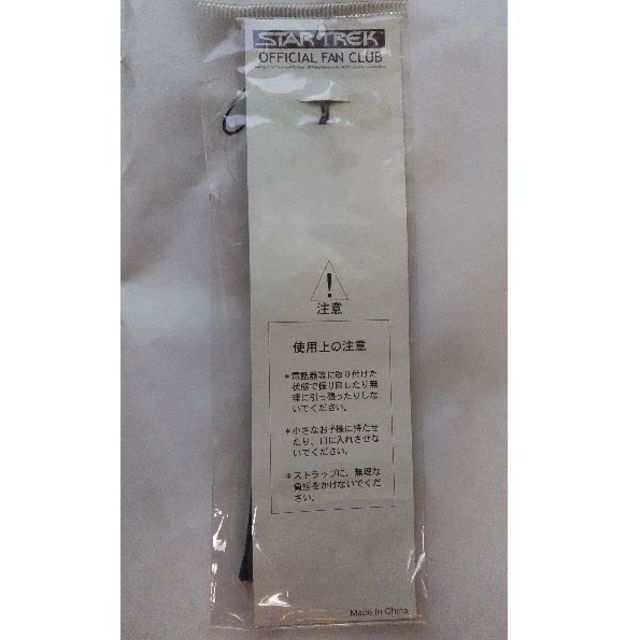 STAR TREK
OFFICIAL FAN CLUB
!
注意
使用上の注意
*電話器等に取り付けた
状態で振り回したり無
理に引っ張ったりしな
いでください。
*小さなお子様に持たせ
たり、口に入れさせな
いでください。
*ストラップに、無理な
負担をかけないでくだ
さい。
Made In China